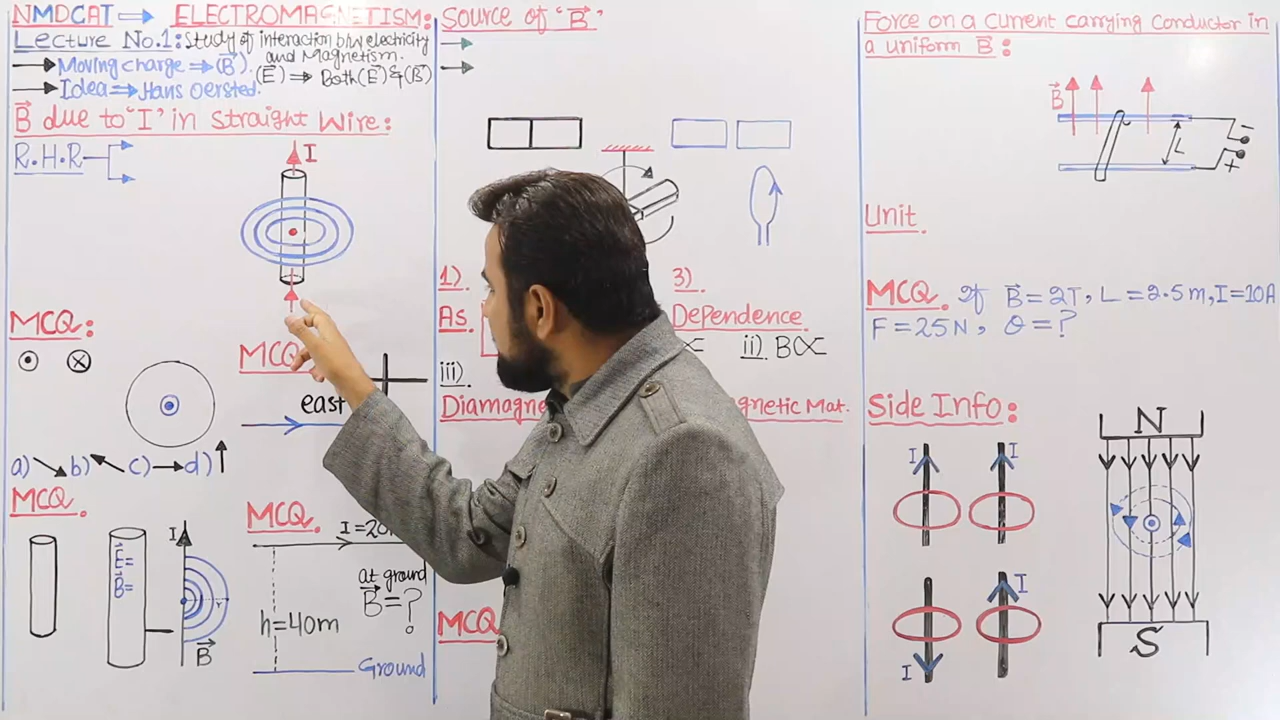 NMDCAT ⇒ ELECTROMAGNETISM:
Lecture No.1: Study of interaction b/w electricity
and Magnetism.
→ Moving charge ⇒ (B⃗).
(E⃗) ⇒ Both (E⃗) & (B⃗)
→ Idea ⇒ Hans Oersted.
B⃗ due to "I" in Straight Wire:
R.H.R
I
MCQ:
MCQ
east
a) b) c) d)
MCQ.
I
E⃗=
B⃗=
r
B⃗
MCQ.
I=20
at ground
B⃗=?
h=40m
Ground
Source of "B⃗"
1).
3).
As.
Dependence
∝ ii). B∝
iii)
Diamagne
gnetic Mat.
MCQ
Force on a current carrying conductor in
a uniform B⃗:
B⃗
L
-
+
Unit.
MCQ. If B⃗=2T, L=2.5m, I=10A
F=25N, θ=?
Side Info:
I I
I I
N
S